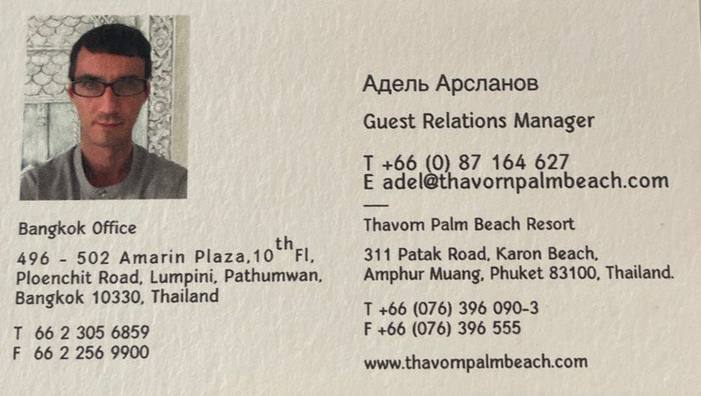 Адель Арсланов
Guest Relations Manager
T +66 (0) 87 164 627
E adel@thavornpalmbeach.com
Thavorn Palm Beach Resort
311 Patak Road, Karon Beach,
Amphur Muang, Phuket 83100, Thailand.
T +66 (076) 396 090-3
F +66 (076) 396 555
www.thavornpalmbeach.com
Bangkok Office
496 - 502 Amarin Plaza,10th Fl,
Ploenchit Road, Lumpini, Pathumwan,
Bangkok 10330, Thailand
T 66 2 305 6859
F 66 2 256 9900